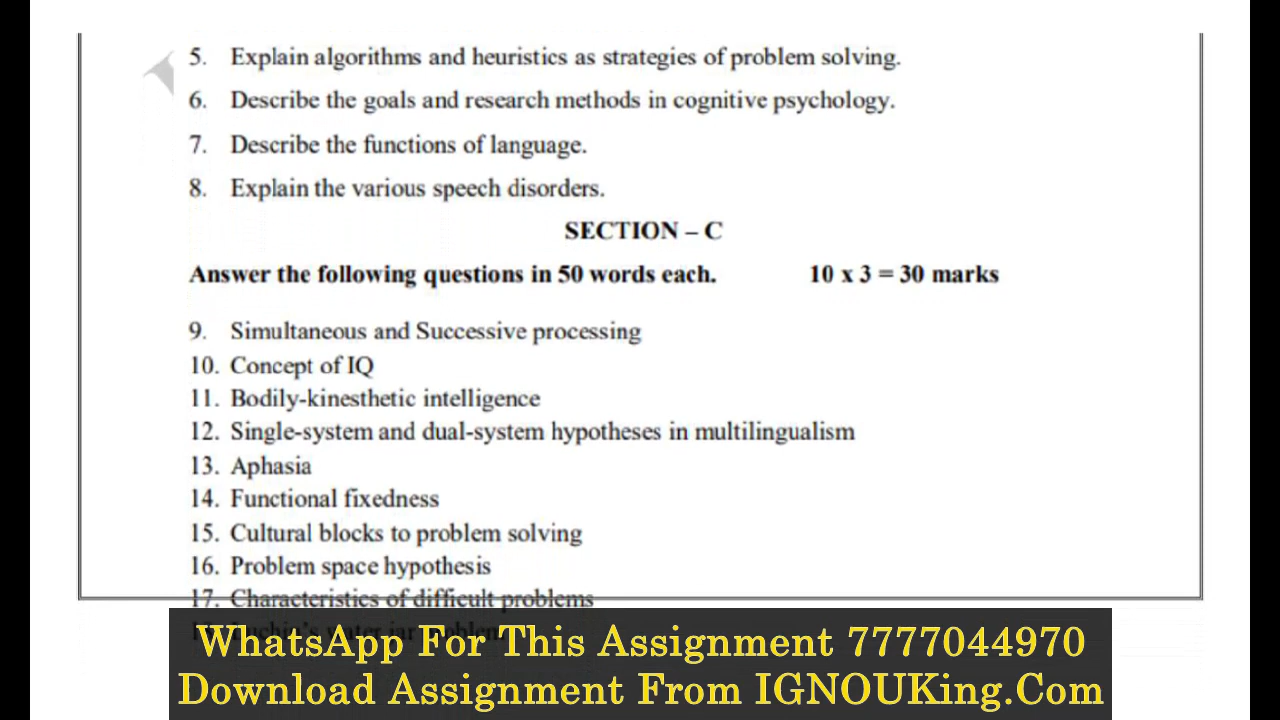 5. Explain algorithms and heuristics as strategies of problem solving.
6. Describe the goals and research methods in cognitive psychology.
7. Describe the functions of language.
8. Explain the various speech disorders.
SECTION – C
Answer the following questions in 50 words each. 10 x 3 = 30 marks
9. Simultaneous and Successive processing
10. Concept of IQ
11. Bodily-kinesthetic intelligence
12. Single-system and dual-system hypotheses in multilingualism
13. Aphasia
14. Functional fixedness
15. Cultural blocks to problem solving
16. Problem space hypothesis
17. Characteristics of difficult problems
WhatsApp For This Assignment 7777044970
Download Assignment From IGNOUKing.Com